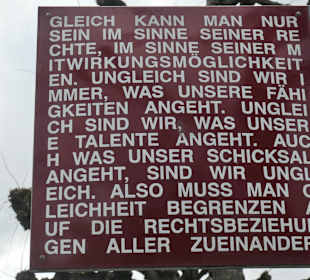 GLEICH KANN MAN NUR
SEIN IM SINNE SEINER RE
CHTE, IM SINNE SEINER M
ITWIRKUNGSMÖGLICHKEIT
EN. UNGLEICH SIND WIR I
MMER, WAS UNSERE FÄHI
GKEITEN ANGEHT. UNGLEI
CH SIND WIR, WAS UNSER
E TALENTE ANGEHT. AUC
H WAS UNSER SCHICKSAL
ANGEHT, SIND WIR UNGL
EICH. ALSO MUSS MAN G
LEICHHEIT BEGRENZEN A
UF DIE RECHTSBEZIEHUN
GEN ALLER ZUEINANDER